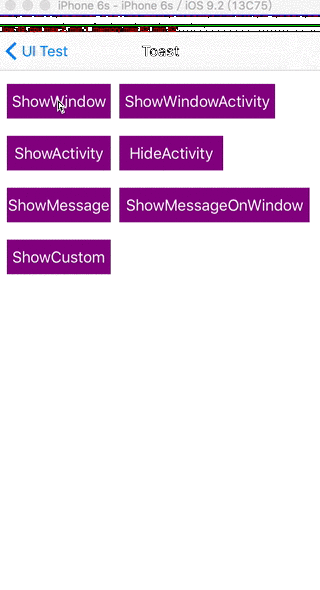 iPhone 6s - iPhone 6s / iOS 9.2 (13C75)
UI Test Toast
ShowWindow ShowWindowActivity
ShowActivity HideActivity
ShowMessage ShowMessageOnWindow
ShowCustom